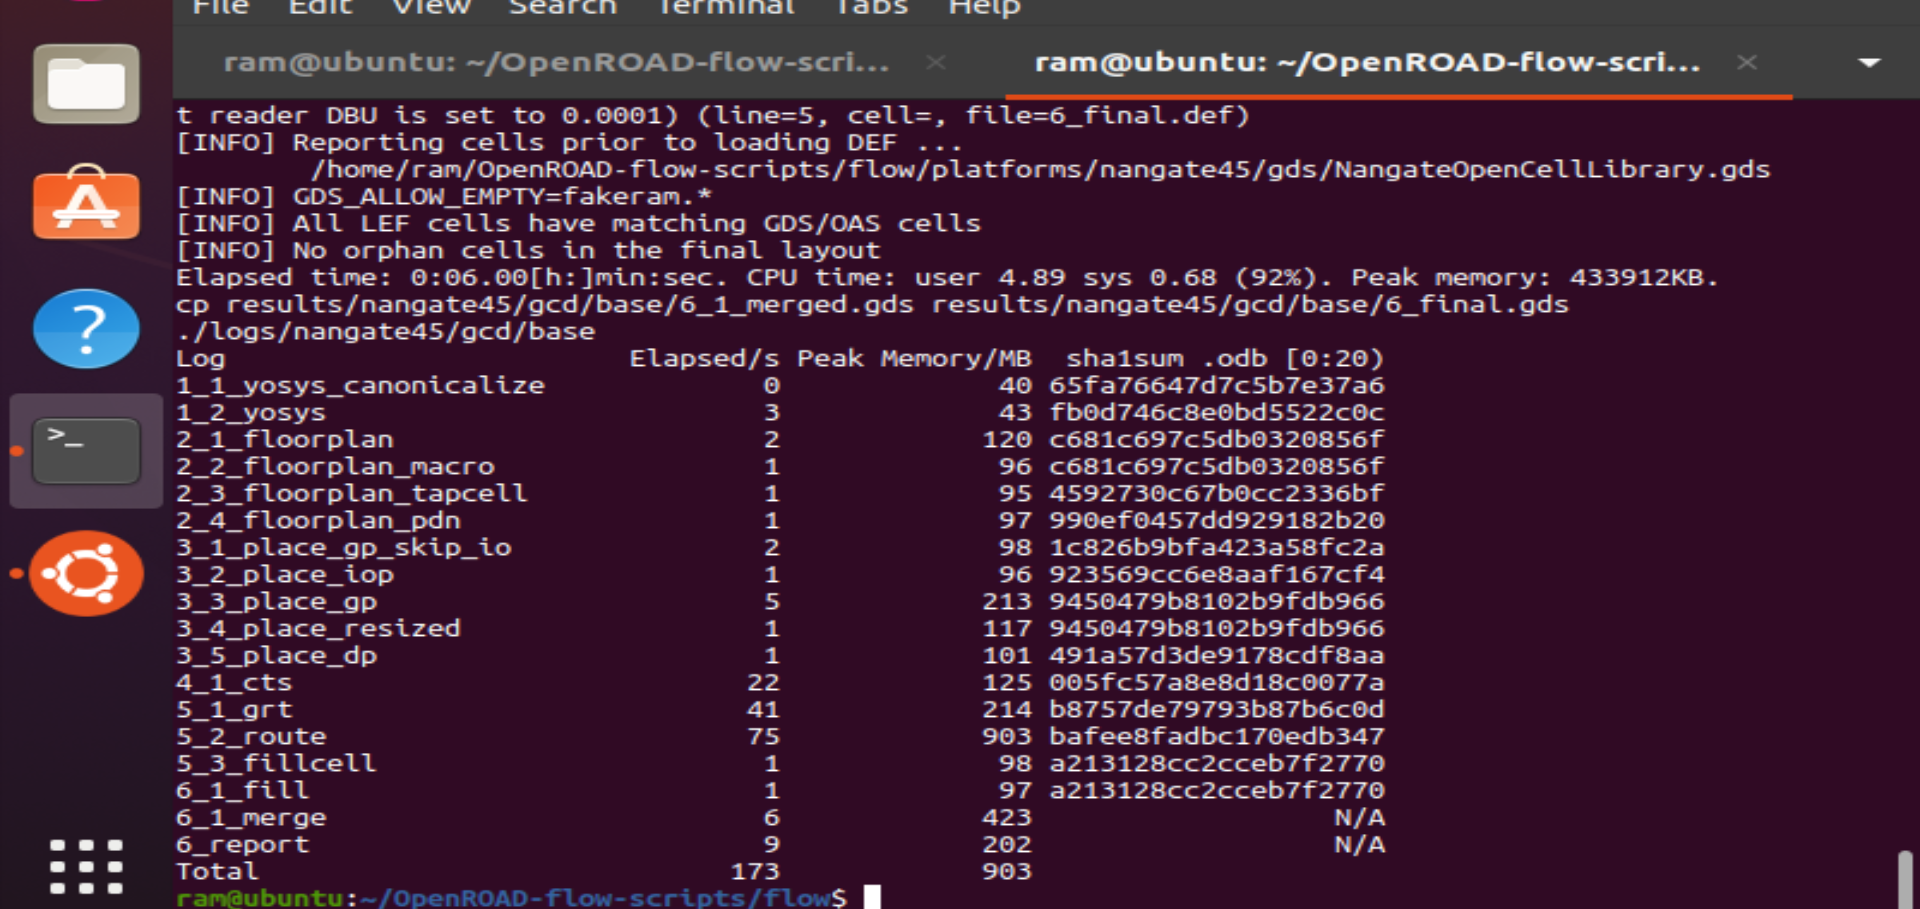 File Edit View Search Terminal Tabs Help
ram@ubuntu: ~/OpenROAD-flow-scri... × ram@ubuntu: ~/OpenROAD-flow-scri... ×
t reader DBU is set to 0.0001) (line=5, cell=, file=6_final.def)
[INFO] Reporting cells prior to loading DEF ...
/home/ram/OpenROAD-flow-scripts/flow/platforms/nangate45/gds/NangateOpenCellLibrary.gds
[INFO] GDS_ALLOW_EMPTY=fakeram.*
[INFO] All LEF cells have matching GDS/OAS cells
[INFO] No orphan cells in the final layout
Elapsed time: 0:06.00[h:]min:sec. CPU time: user 4.89 sys 0.68 (92%). Peak memory: 433912KB.
cp results/nangate45/gcd/base/6_1_merged.gds results/nangate45/gcd/base/6_final.gds
./logs/nangate45/gcd/base
Log Elapsed/s Peak Memory/MB sha1sum .odb [0:20)
1_1_yosys_canonicalize 0 40 65fa76647d7c5b7e37a6
1_2_yosys 3 43 fb0d746c8e0bd5522c0c
2_1_floorplan 2 120 c681c697c5db0320856f
2_2_floorplan_macro 1 96 c681c697c5db0320856f
2_3_floorplan_tapcell 1 95 4592730c67b0cc2336bf
2_4_floorplan_pdn 1 97 990ef0457dd929182b20
3_1_place_gp_skip_io 2 98 1c826b9bfa423a58fc2a
3_2_place_iop 1 96 923569cc6e8aaf167cf4
3_3_place_gp 5 213 9450479b8102b9fdb966
3_4_place_resized 1 117 9450479b8102b9fdb966
3_5_place_dp 1 101 491a57d3de9178cdf8aa
4_1_cts 22 125 005fc57a8e8d18c0077a
5_1_grt 41 214 b8757de79793b87b6c0d
5_2_route 75 903 bafee8fadbc170edb347
5_3_fillcell 1 98 a213128cc2cceb7f2770
6_1_fill 1 97 a213128cc2cceb7f2770
6_1_merge 6 423 N/A
6_report 9 202 N/A
Total 173 903
ram@ubuntu:~/OpenROAD-flow-scripts/flow$